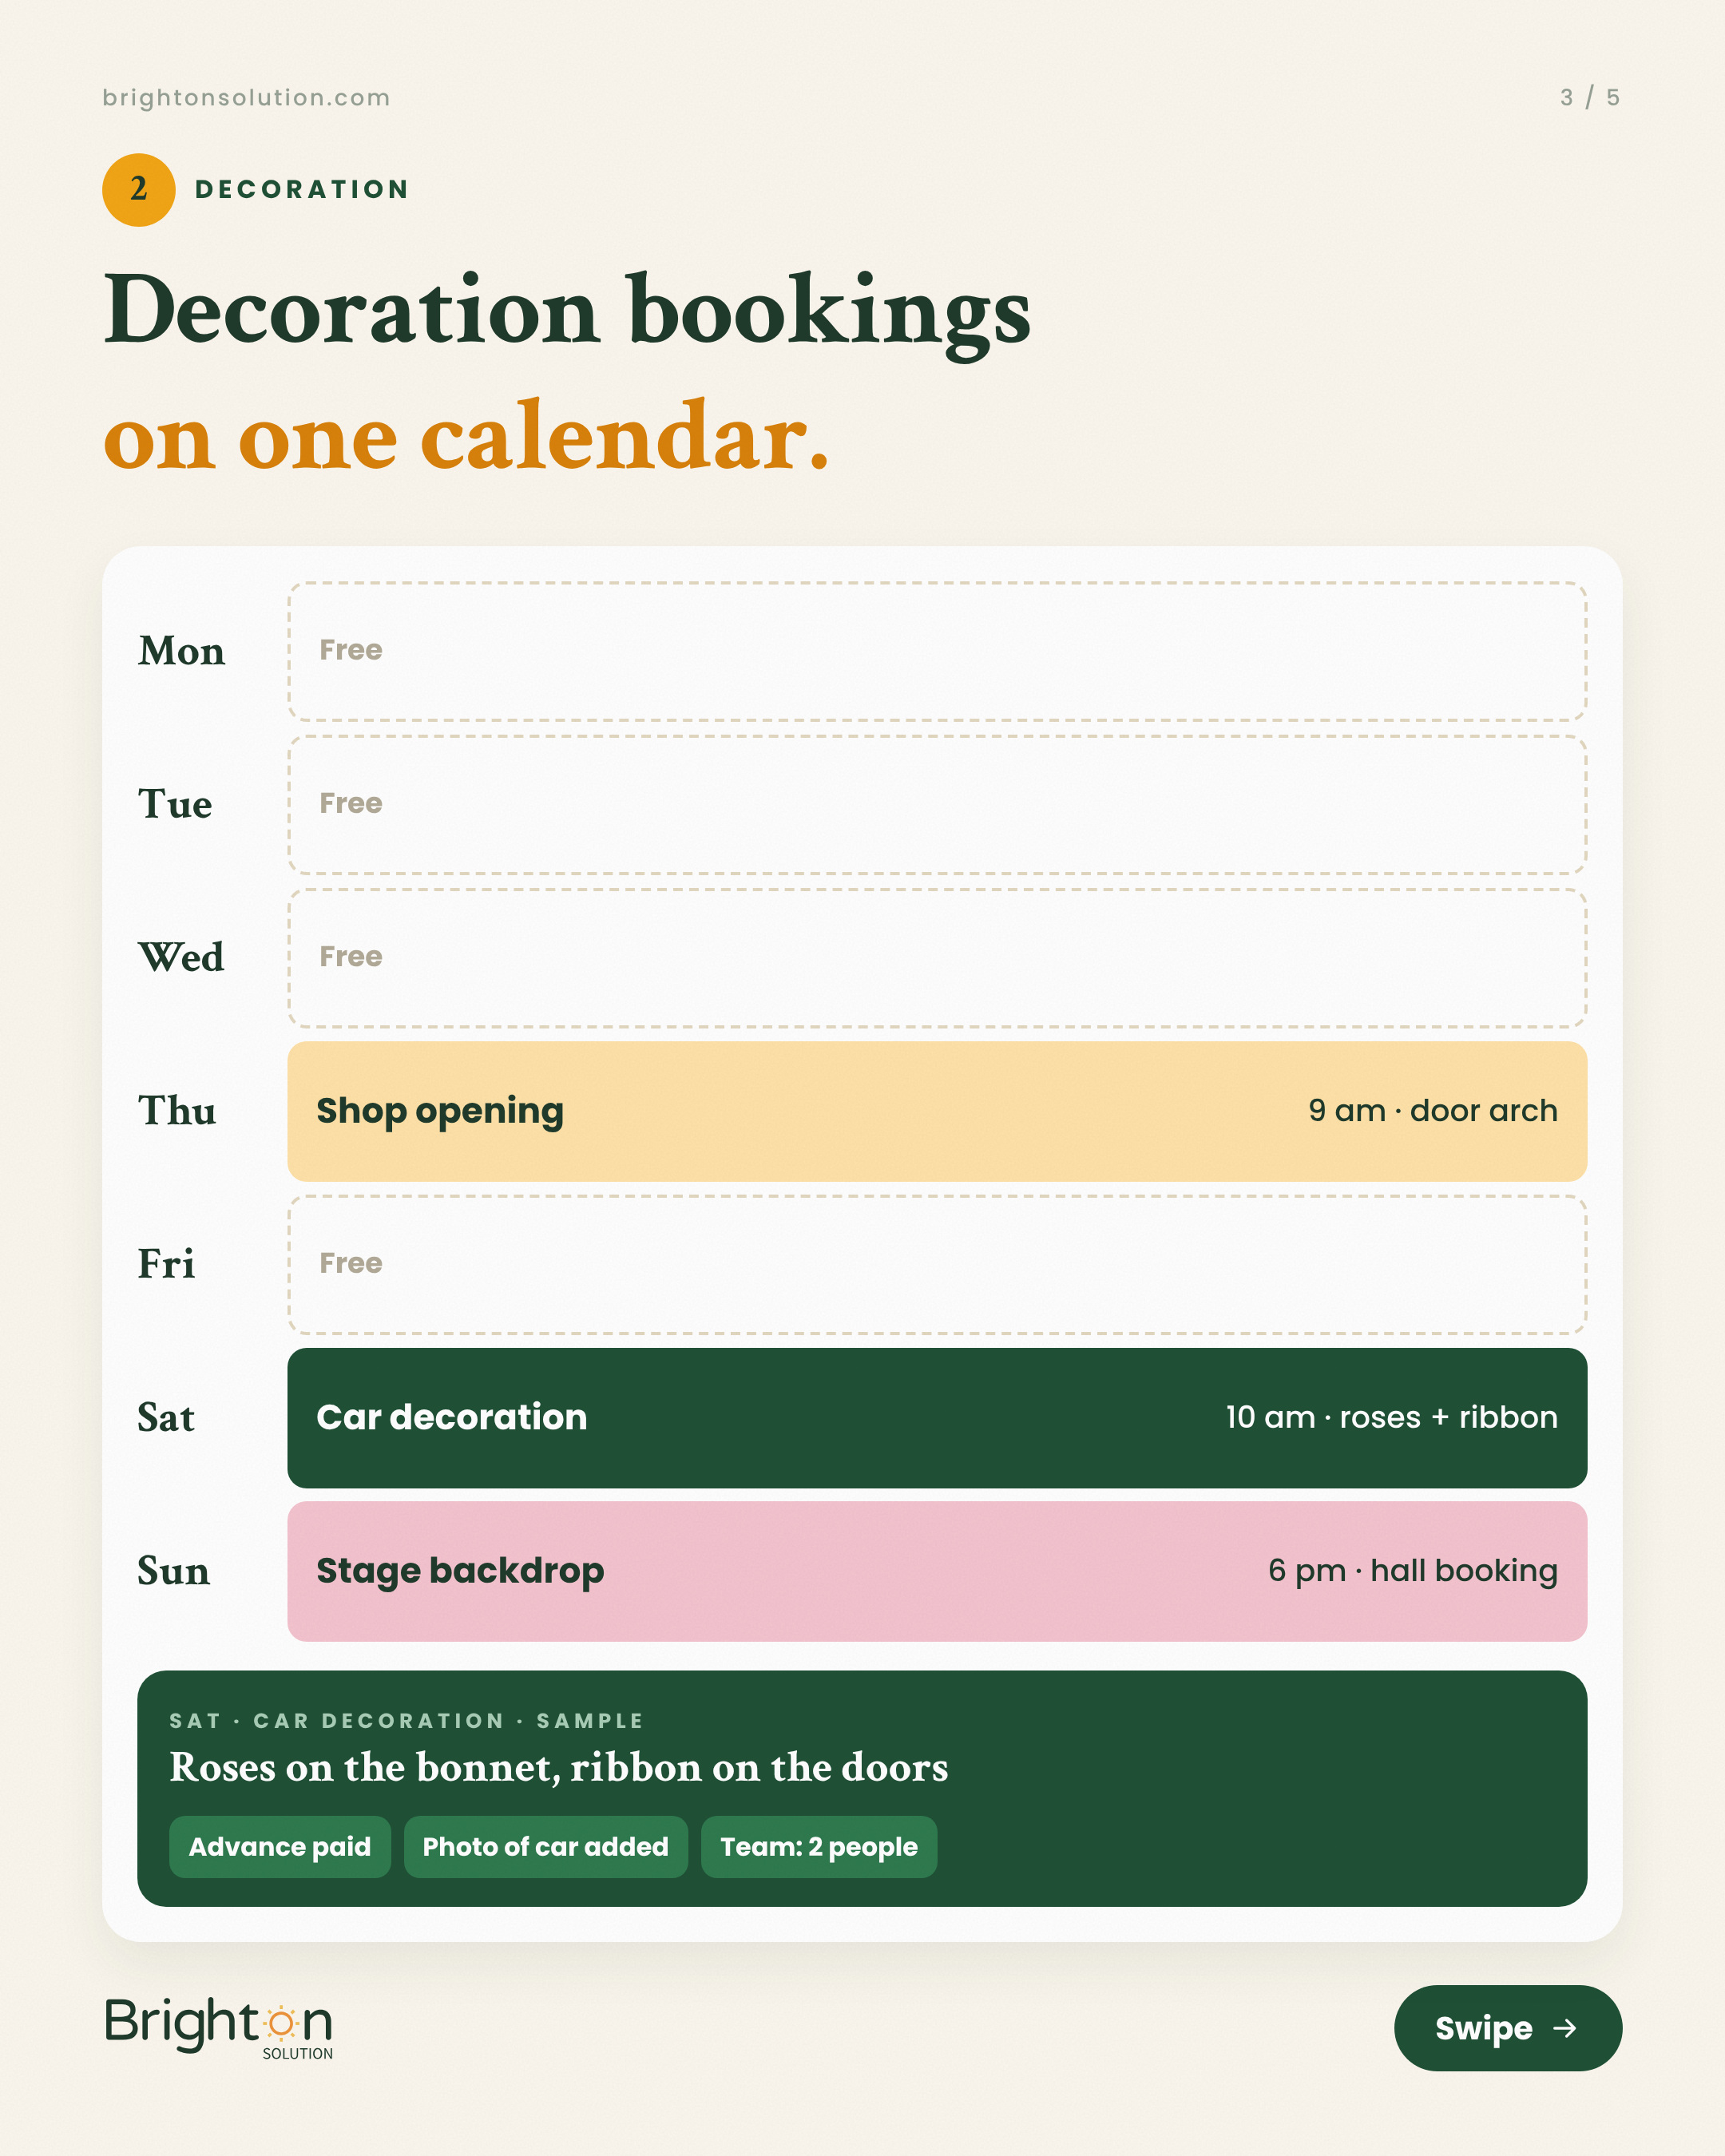 brightonsolution.com
3 / 5
2
DECORATION
Decoration bookings
on one calendar.
Mon
Free
Tue
Free
Wed
Free
Thu
Shop opening
9 am · door arch
Fri
Free
Sat
Car decoration
10 am · roses + ribbon
Sun
Stage backdrop
6 pm · hall booking
SAT · CAR DECORATION · SAMPLE
Roses on the bonnet, ribbon on the doors
Advance paid
Photo of car added
Team: 2 people
Brighton
SOLUTION
Swipe →